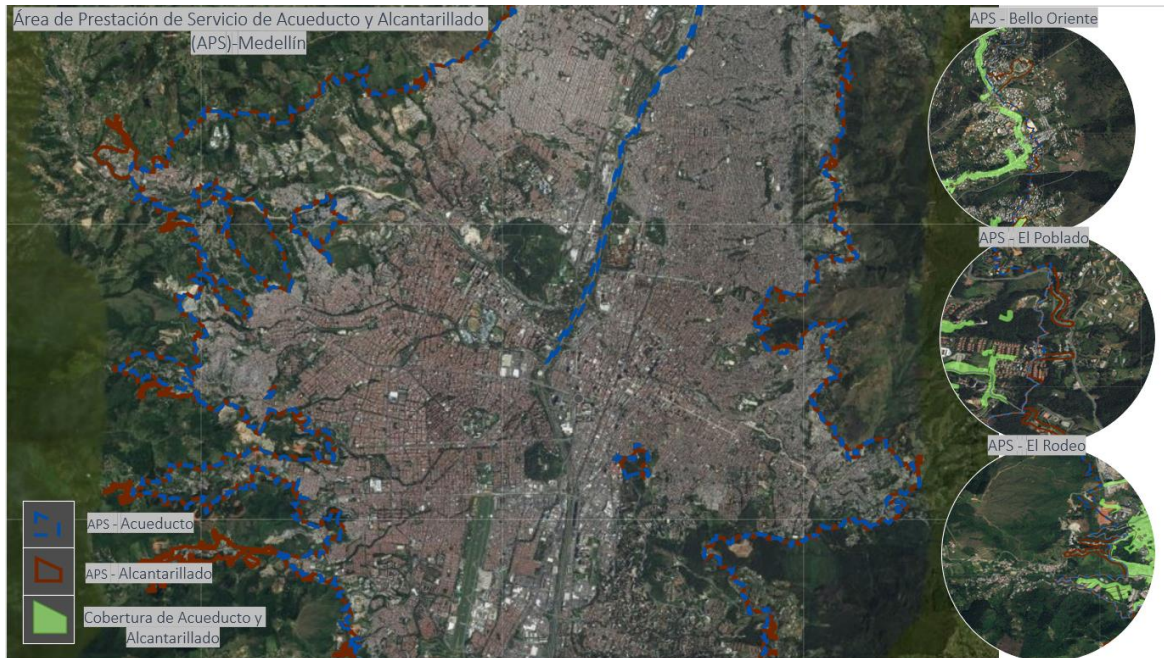 Área de Prestación de Servicio de Acueducto y Alcantarillado
(APS)-Medellín
APS - Bello Oriente
APS - El Poblado
APS - El Rodeo
APS - Acueducto
APS - Alcantarillado
Cobertura de Acueducto y
Alcantarillado